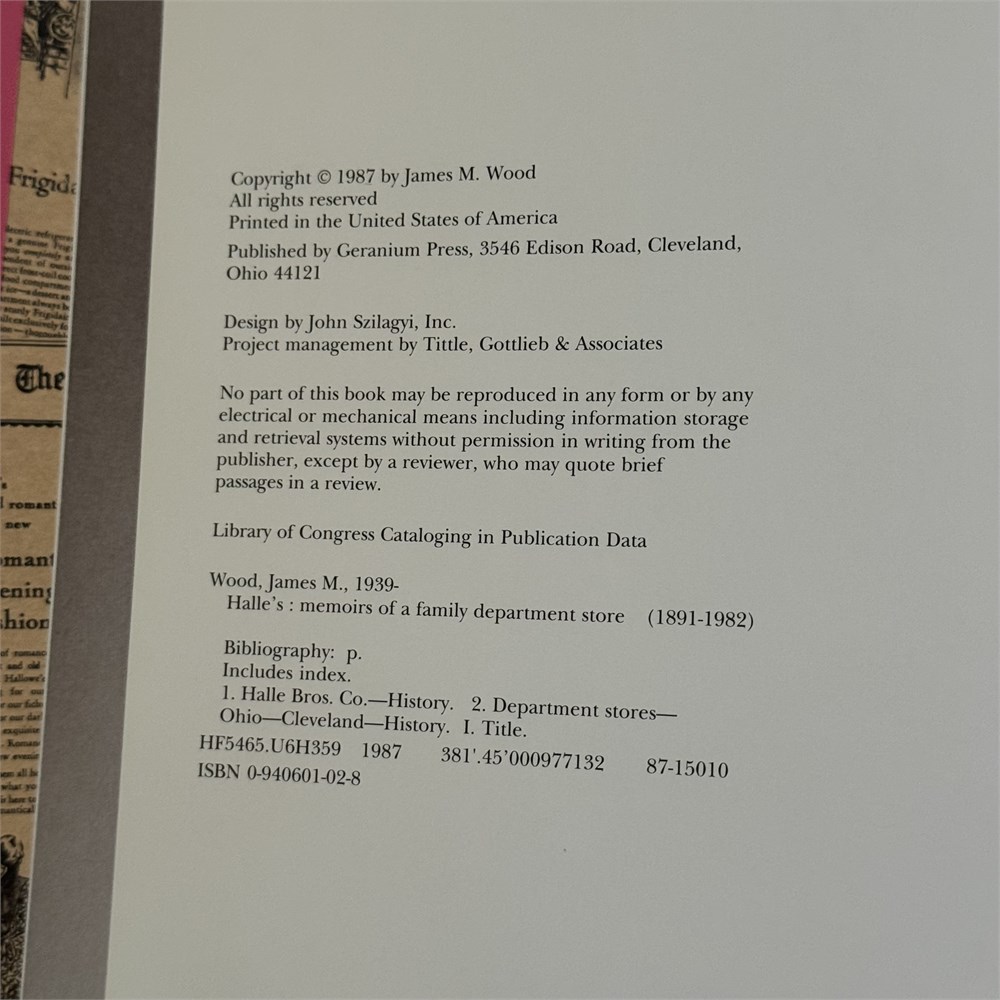 Copyright © 1987 by James M. Wood
All rights reserved
Printed in the United States of America
Published by Geranium Press, 3546 Edison Road, Cleveland,
Ohio 44121
Design by John Szilagyi, Inc.
Project management by Tittle, Gottlieb & Associates
No part of this book may be reproduced in any form or by any
electrical or mechanical means including information storage
and retrieval systems without permission in writing from the
publisher, except by a reviewer, who may quote brief
passages in a review.
Library of Congress Cataloging in Publication Data
Wood, James M., 1939-
Halle's : memoirs of a family department store (1891-1982)
Bibliography: p.
Includes index.
1. Halle Bros. Co.—History. 2. Department stores—
Ohio—Cleveland—History. I. Title.
HF5465.U6H359 1987 381'.45'000977132 87-15010
ISBN 0-940601-02-8
The
romant
new